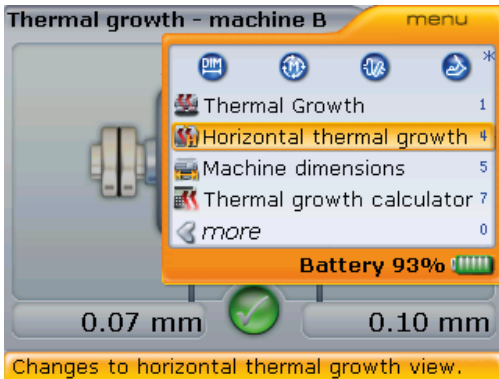 Thermal growth - machine B
menu
DIM M *
Thermal Growth 1
Horizontal thermal growth 4
Machine dimensions 5
Thermal growth calculator 7
more 0
Battery 93%
0.07 mm 0.10 mm
Changes to horizontal thermal growth view.